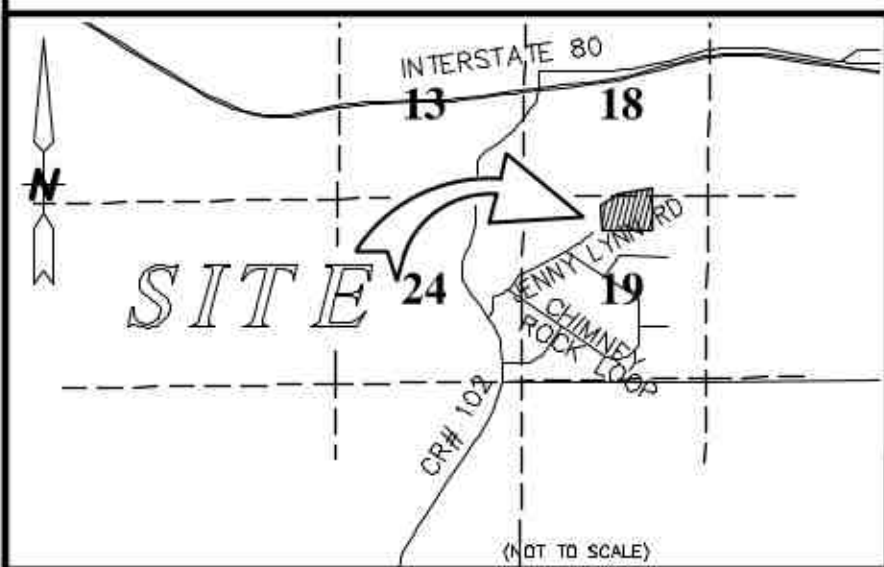 INTERSTATE 80
13
18
N
JENNY LYNN RD
SITE
24
19
CHIMNEY
ROCK LOOP
CR# 102
(NOT TO SCALE)